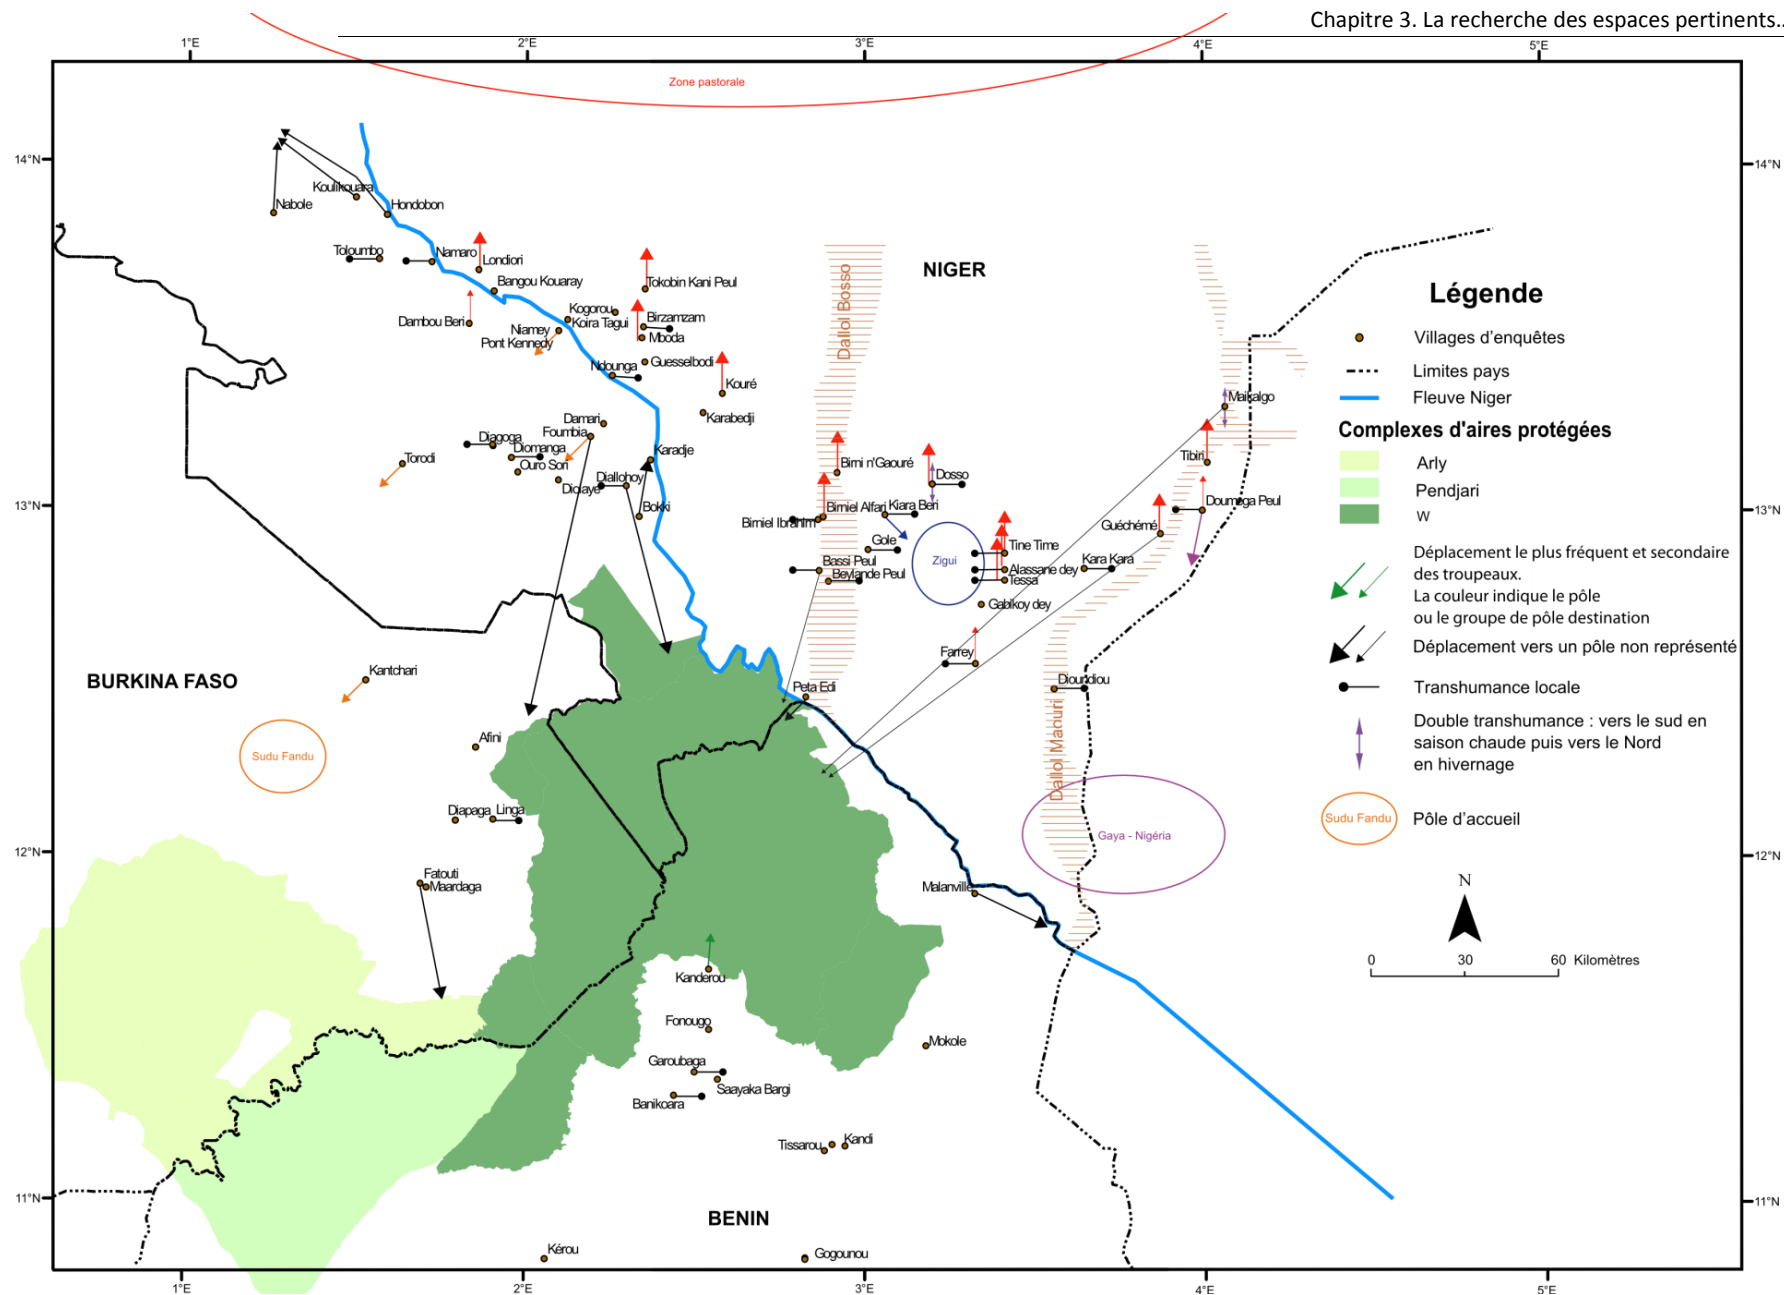 Chapitre 3. La recherche des espaces pertinents..
1°E
2°E
3°E
4°E
5°E
Zone pastorale
14°N
14°N
Koulikouara
Nabole
Hondobon
Toloumbo
Namaro
Londiori
NIGER
Bangou Kouaray
Tokobin Kani Peul
Légende
Dallol Bosso
Kogorou
Koira Tagui
Birzamzam
Dambou Beri
Niamey
Pont Kennedy
Mboda
Villages d'enquêtes
Guesselbodi
Ndounga
Limites pays
Kouré
Maikalgo
Fleuve Niger
Karabedji
Damari
Foumbia
Complexes d'aires protégées
Diagoga
Diomanga
Karadje
Torodi
Ouro Sori
Birni n'Gaouré
Tibiri
Arly
Diolaye
Diallohoy
Dosso
Pendjari
13°N
Bokki
Birniel Alfari
Kiara Beri
Doumega Peul
13°N
W
Birniel Ibrahim
Guéchémé
Gole
Tine Time
Déplacement le plus fréquent et secondaire
des troupeaux.
La couleur indique le pôle
ou le groupe de pôle destination
Bassi Peul
Zigui
Kara Kara
Beylande Peul
Alassane dey
Tessa
Gabikoy dey
Déplacement vers un pôle non représenté
Farrey
BURKINA FASO
Kantchari
Peta Edi
Dioundiou
Transhumance locale
Dallol Maouri
Double transhumance : vers le sud en
saison chaude puis vers le Nord
en hivernage
Afini
Sudu Fandu
Diapaga
Linga
Gaya - Nigéria
Sudu Fandu
Pôle d'accueil
12°N
12°N
Fatouti
Maardaga
Malanville
N
0
30
60
Kilomètres
Kanderou
Fonougo
Mokole
Garoubaga
Saayaka Bargi
Banikoara
Tissarou
Kandi
11°N
11°N
BENIN
Kérou
Gogounou
1°E
2°E
3°E
4°E
5°E